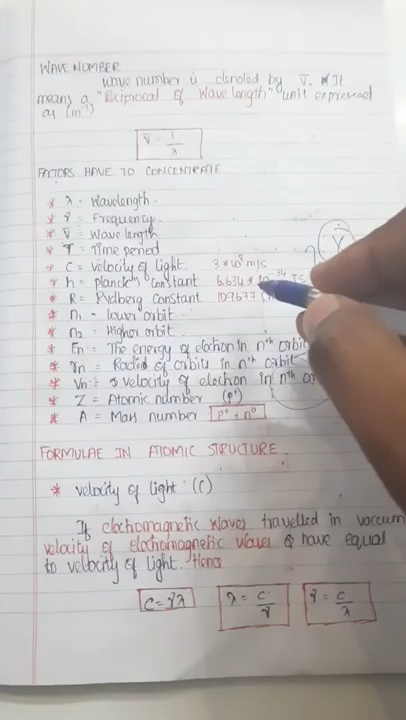 WAVE NUMBER
wave number is denoted by V̅. It
means a "Reciprocal of Wave length" unit expressed
as (m⁻¹)
V̅ = 1/λ
FACTORS HAVE TO CONCENTRATE
* λ = Wavelength.
* γ = Frequency.
* V̅ = Wave length
* T = Time period
* C = velocity of light. 3*10⁸ m/s
* h = planck constant 6.634 * 10⁻³⁴ JS
* R = Rydberg constant 109677
* n₁ - lower orbit
* n₂ = Higher orbit.
* En = The energy of electron in nᵗʰ orbit
* rn = Radius of orbits in nᵗʰ orbit
* Vn = velocity of electron in nᵗʰ
* Z = Atomic number (P⁺)
* A = Mass number P⁺ + n⁰
FORMULAE IN ATOMIC STRUCTURE.
* velocity of light (c)
If electromagnetic waves travelled in vaccum
velocity of electromagnetic waves have equal
to velocity of light. Hence
C = γλ λ = C/γ γ = C/λ